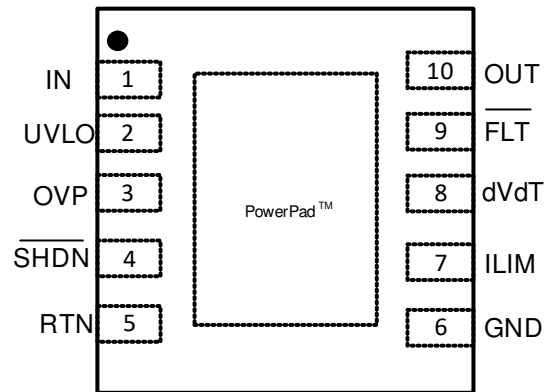 IN 1 10 OUT
UVLO 2 9 FLT
OVP 3 8 dVdT
PowerPad™
SHDN 4 7 ILIM
RTN 5 6 GND